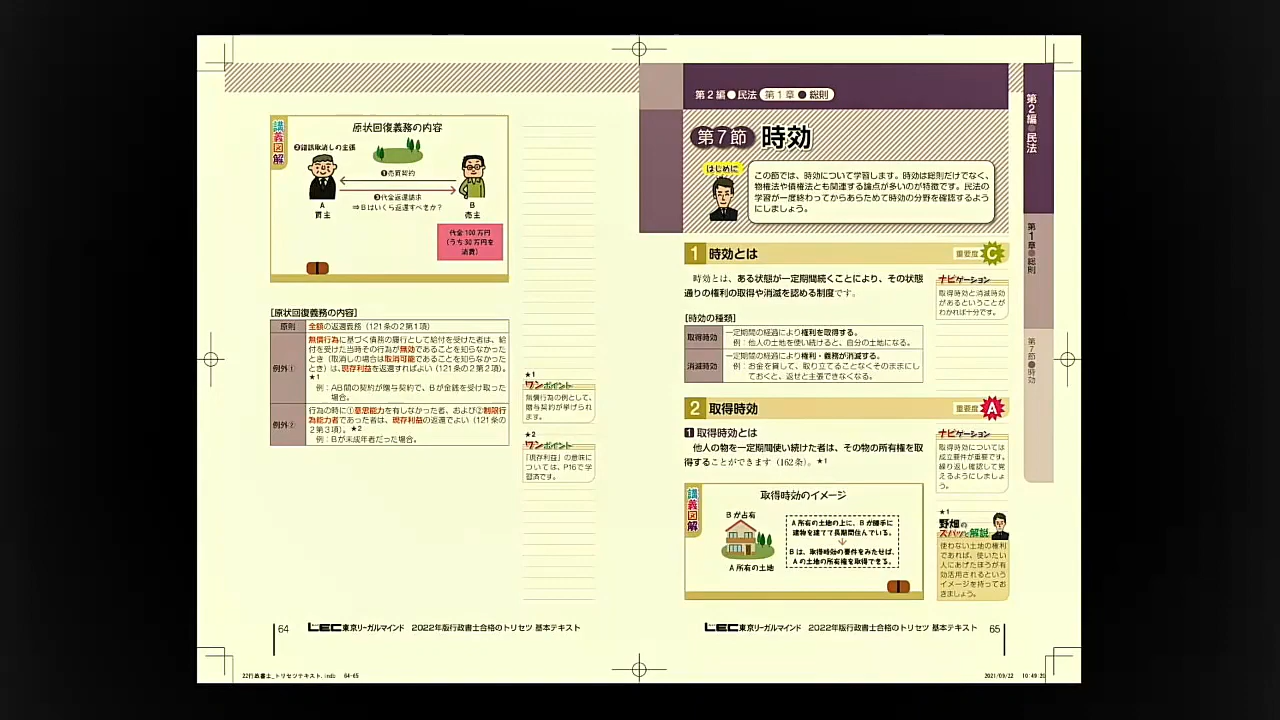 講義図解
原状回復義務の内容
❷錯誤取消しの主張
❶売買契約
❸代金返還請求
⇒Bはいくら返還すべきか？
A
買主
B
売主
代金100万円
（うち30万円を
消費）
[原状回復義務の内容]
原則
全額の返還義務（121条の2第1項）
例外①
無償行為に基づく債務の履行として給付を受けた者は、給
付を受けた当時その行為が無効であることを知らなかった
とき（取消しの場合は取消可能であることを知らなかった
とき）は、現存利益を返還すればよい（121条の2第2項）。
★1
例：AB間の契約が贈与契約で、Bが金銭を受け取った
場合。
例外②
行為の時に①意思能力を有しなかった者、および②制限行
為能力者であった者は、現存利益の返還でよい（121条の
2第3項）。★2
例：Bが未成年者だった場合。
★1
ワンポイント
無償行為の例として、
贈与契約が挙げられ
ます。
★2
ワンポイント
「現存利益」の意味に
ついては、P16で学
習済です。
64
LEC東京リーガルマインド　2022年版行政書士合格のトリセツ 基本テキスト
第2編●民法 第1章●総則
第7節 時効
はじめに
この節では、時効について学習します。時効は総則だけでなく、
物権法や債権法とも関連する論点が多いのが特徴です。民法の
学習が一度終わってからあらためて時効の分野を確認するよう
にしましょう。
1 時効とは
重要度 C
時効とは、ある状態が一定期間続くことにより、その状態
通りの権利の取得や消滅を認める制度です。
ナビゲーション
取得時効と消滅時効
があるということが
わかれば十分です。
[時効の種類]
取得時効
一定期間の経過により権利を取得する。
例：他人の土地を使い続けると、自分の土地になる。
消滅時効
一定期間の経過により権利・義務が消滅する。
例：お金を貸して、取り立てることなくそのままにし
ておくと、返せと主張できなくなる。
2 取得時効
重要度 A
1 取得時効とは
他人の物を一定期間使い続けた者は、その物の所有権を取
得することができます（162条）。★1
ナビゲーション
取得時効については
成立要件が重要です。
繰り返し確認して覚
えるようにしましょ
う。
講義図解
取得時効のイメージ
Bが占有
A所有の土地
A所有の土地の上に、Bが勝手に
建物を建てて長期間住んでいる。
↓
Bは、取得時効の要件をみたせば、
Aの土地の所有権を取得できる。
★1
野畑の
ズバッと解説
使わない土地の権利
であれば、使いたい
人にあげたほうが有
効活用されるという
イメージを持ってお
きましょう。
LEC東京リーガルマインド　2022年版行政書士合格のトリセツ 基本テキスト
65
第2編●民法
第1章●総則
第7節●時効
22行政書士_トリセツテキスト.indb 64-65
2021/09/22 10:49:25